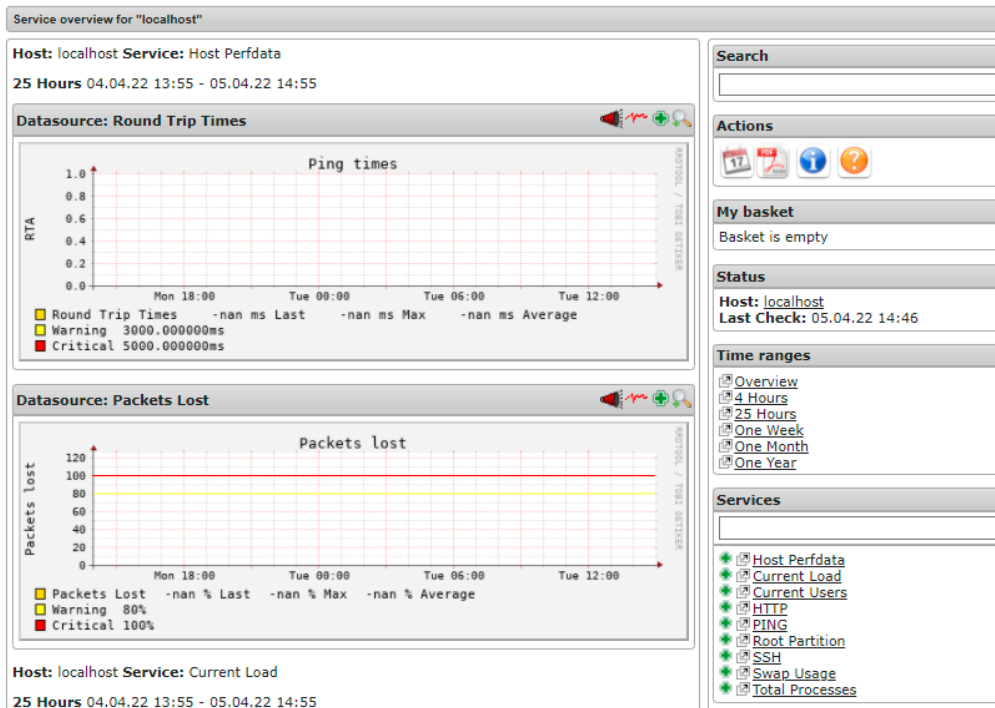 Service overview for "localhost"
Host: localhost Service: Host Perfdata
25 Hours 04.04.22 13:55 - 05.04.22 14:55
Datasource: Round Trip Times
Ping times
RRDTOOL / TOBI OETIKER
RTA
1.0
0.8
0.6
0.4
0.2
0.0
Mon 18:00 Tue 00:00 Tue 06:00 Tue 12:00
Round Trip Times -nan ms Last -nan ms Max -nan ms Average
Warning 3000.000000ms
Critical 5000.000000ms
Datasource: Packets Lost
Packets lost
RRDTOOL / TOBI OETIKER
Packets lost
120
100
80
60
40
20
0
Mon 18:00 Tue 00:00 Tue 06:00 Tue 12:00
Packets Lost -nan % Last -nan % Max -nan % Average
Warning 80%
Critical 100%
Host: localhost Service: Current Load
25 Hours 04.04.22 13:55 - 05.04.22 14:55
Search
Actions
17
PDF
My basket
Basket is empty
Status
Host: localhost
Last Check: 05.04.22 14:46
Time ranges
Overview
4 Hours
25 Hours
One Week
One Month
One Year
Services
Host Perfdata
Current Load
Current Users
HTTP
PING
Root Partition
SSH
Swap Usage
Total Processes